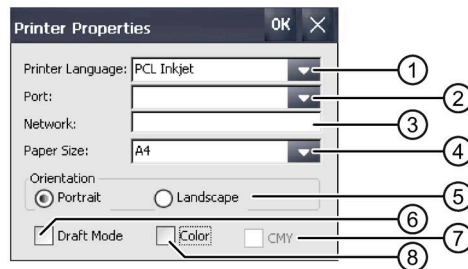 Printer Properties OK
Printer Language: PCL Inkjet 1
Port: 2
Network: 3
Paper Size: A4 4
Orientation
Portrait Landscape 5
6
Draft Mode Color CMY 7
8